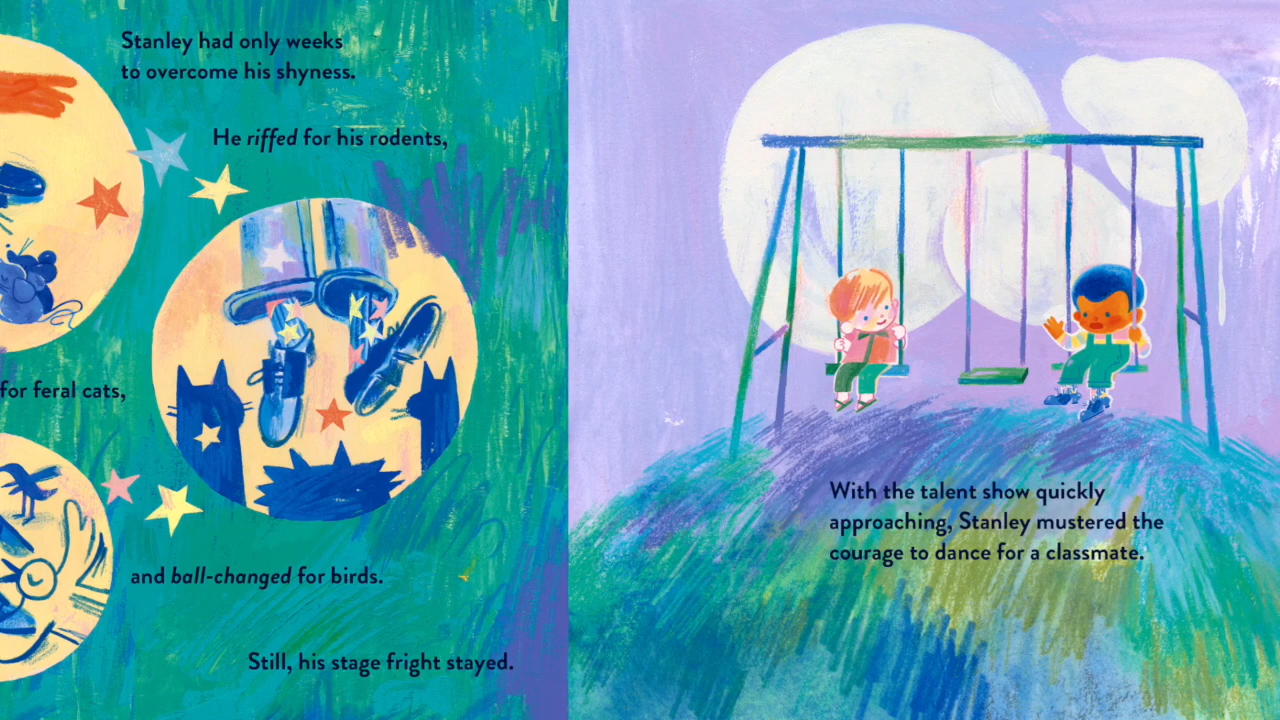 Stanley had only weeks
to overcome his shyness.
He riffed for his rodents,
for feral cats,
and ball-changed for birds.
Still, his stage fright stayed.
With the talent show quickly
approaching, Stanley mustered the
courage to dance for a classmate.